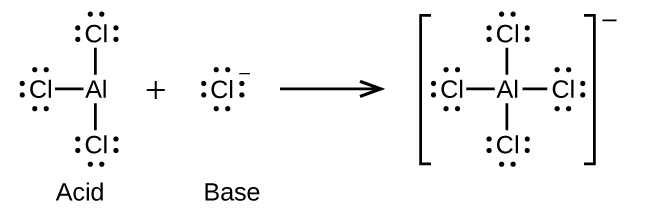 Cl Cl
Cl Al + Cl⁻ [ Cl Al Cl ]⁻
Cl Cl
Acid Base